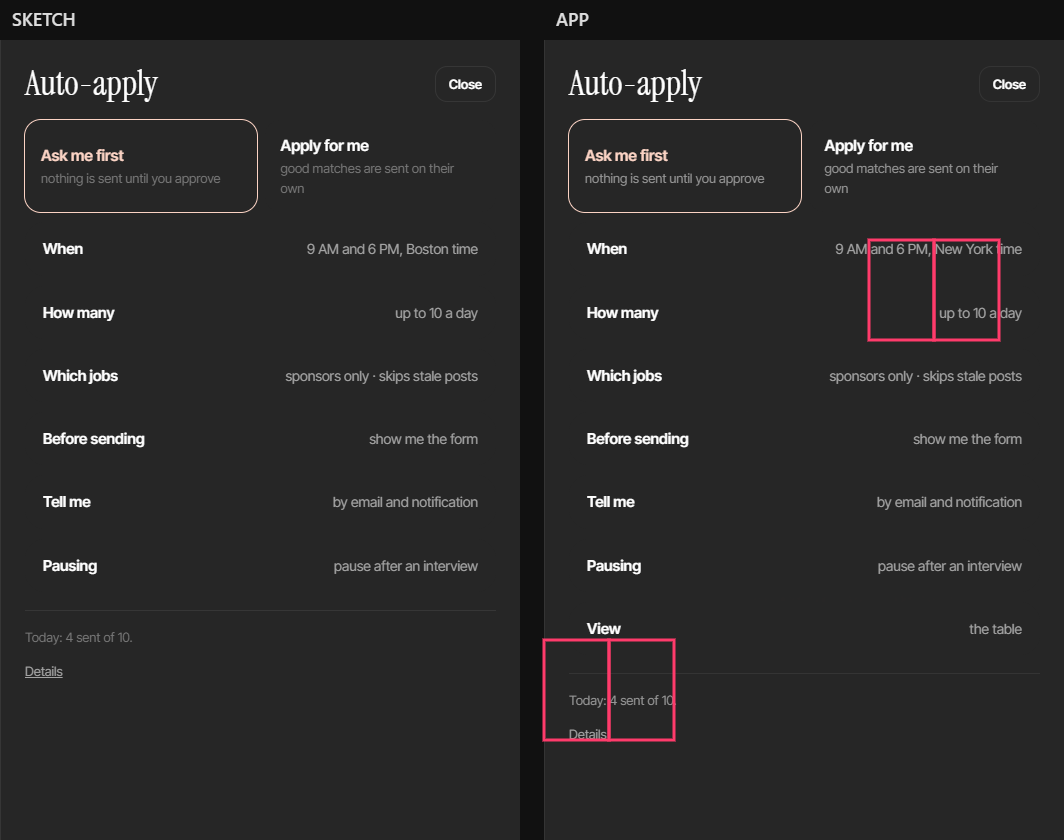 SKETCH
Auto-apply
Close
Ask me first
nothing is sent until you approve
Apply for me
good matches are sent on their
own
When
9 AM and 6 PM, Boston time
How many
up to 10 a day
Which jobs
sponsors only · skips stale posts
Before sending
show me the form
Tell me
by email and notification
Pausing
pause after an interview
Today: 4 sent of 10.
Details
APP
Auto-apply
Close
Ask me first
nothing is sent until you approve
Apply for me
good matches are sent on their
own
When
9 AM and 6 PM, New York time
How many
up to 10 a day
Which jobs
sponsors only · skips stale posts
Before sending
show me the form
Tell me
by email and notification
Pausing
pause after an interview
View
the table
Today: 4 sent of 10.
Details